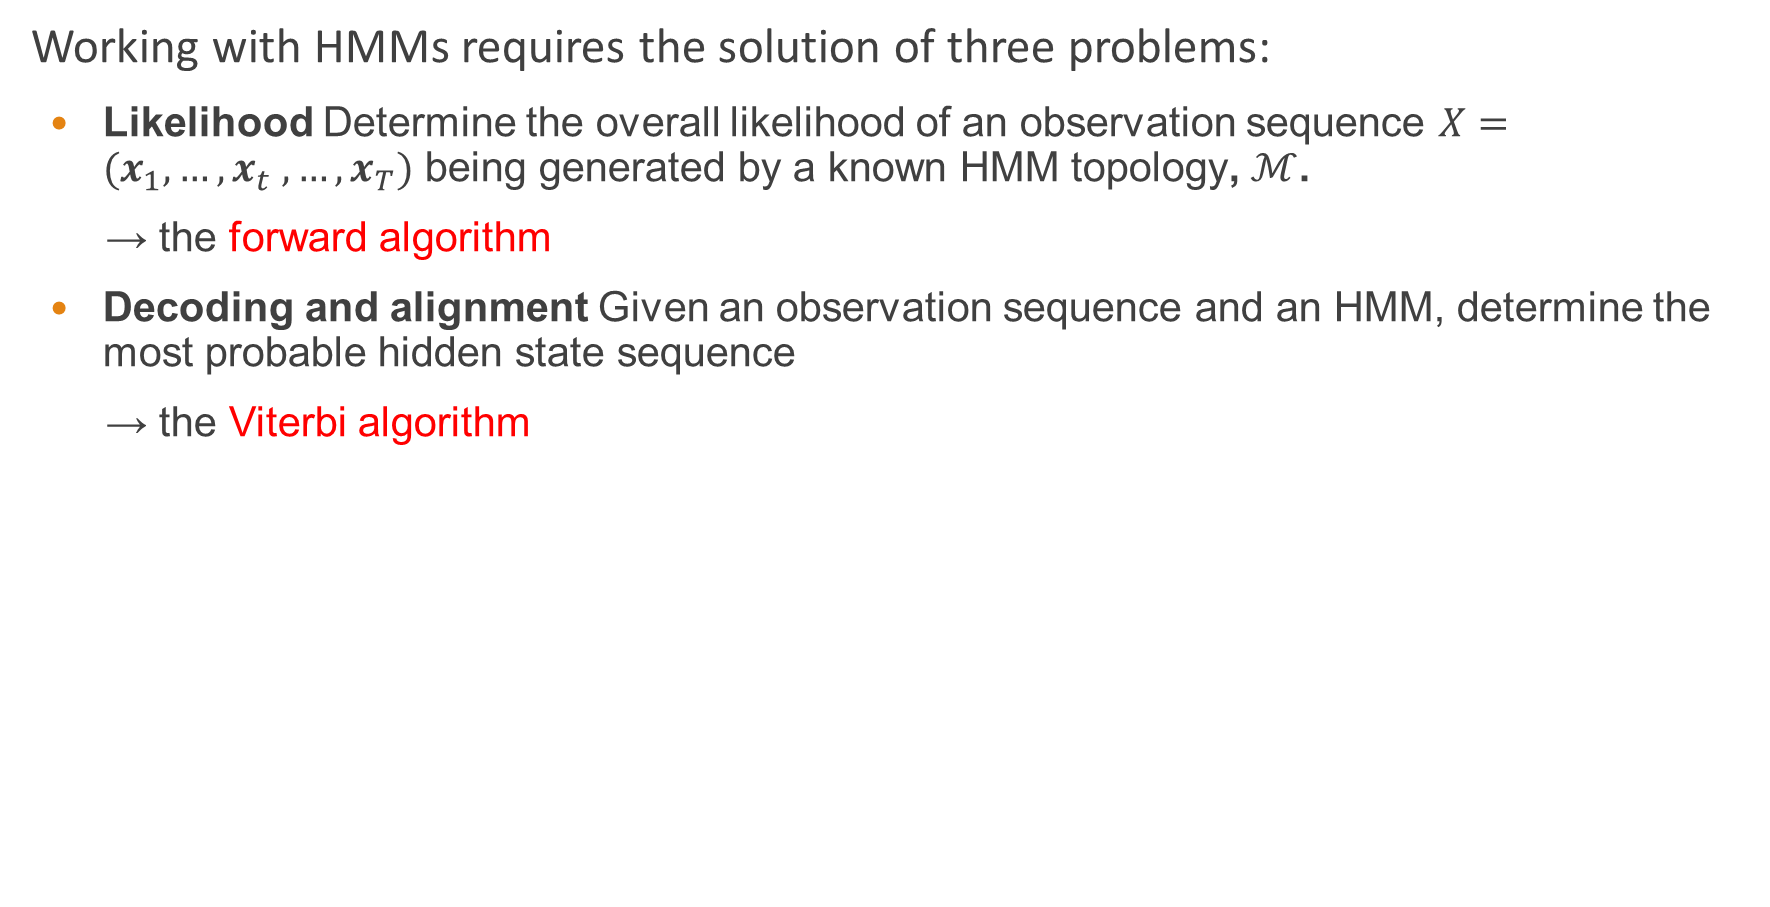 Working with HMMs requires the solution of three problems:
• Likelihood Determine the overall likelihood of an observation sequence X =
(x₁, … , xₜ , … , x_T) being generated by a known HMM topology, ℳ.
→ the forward algorithm
• Decoding and alignment Given an observation sequence and an HMM, determine the
most probable hidden state sequence
→ the Viterbi algorithm